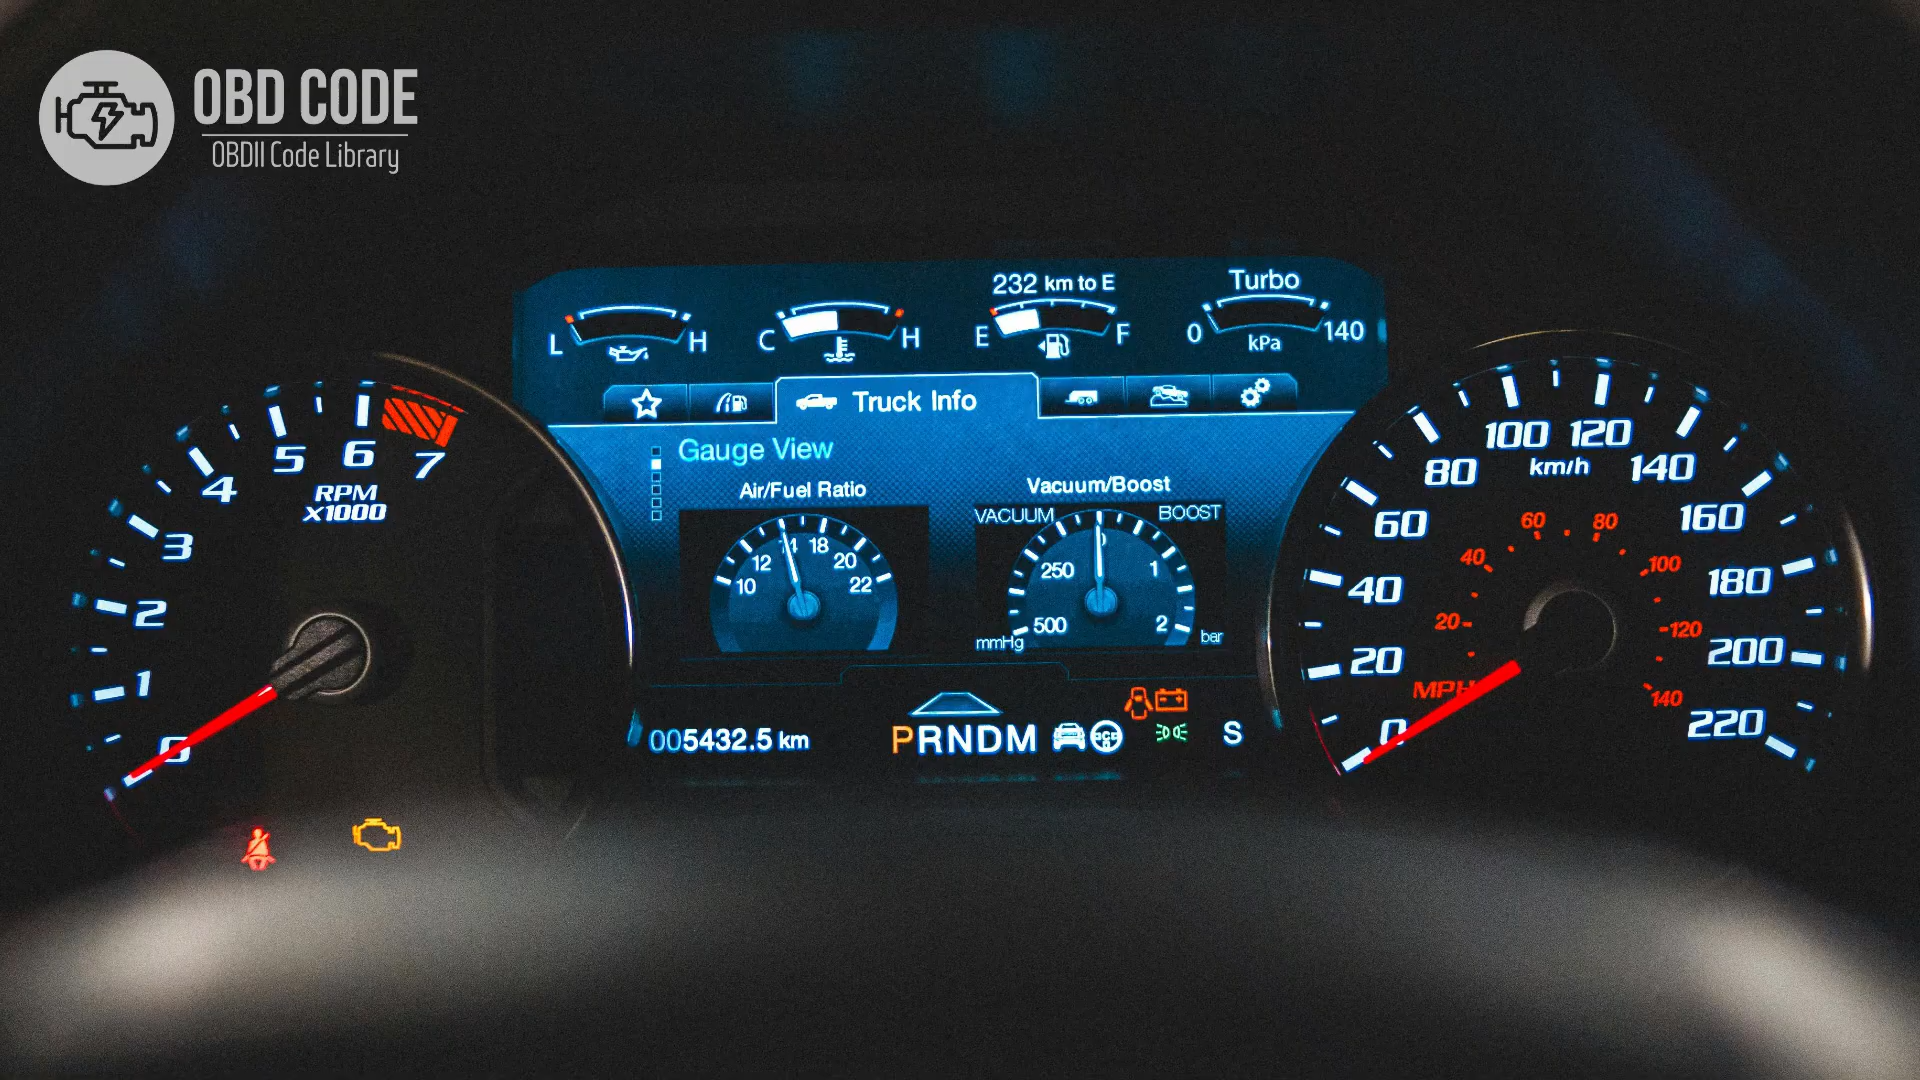 OBD CODE
OBDII Code Library
232 km to E
Turbo
L H
C H
E F
0 140
kPa
Truck Info
Gauge View
Air/Fuel Ratio
Vacuum/Boost
VACUUM BOOST
10 12 14 18 20 22
500 250 0 1 2
mmHg bar
0 1 2 3 4 5 6 7
RPM
X1000
0 20 40 60 80 100 120 140 160 180 200 220
km/h
20 40 60 80 100 120 140
MPH
005432.5 km
PRNDM
S